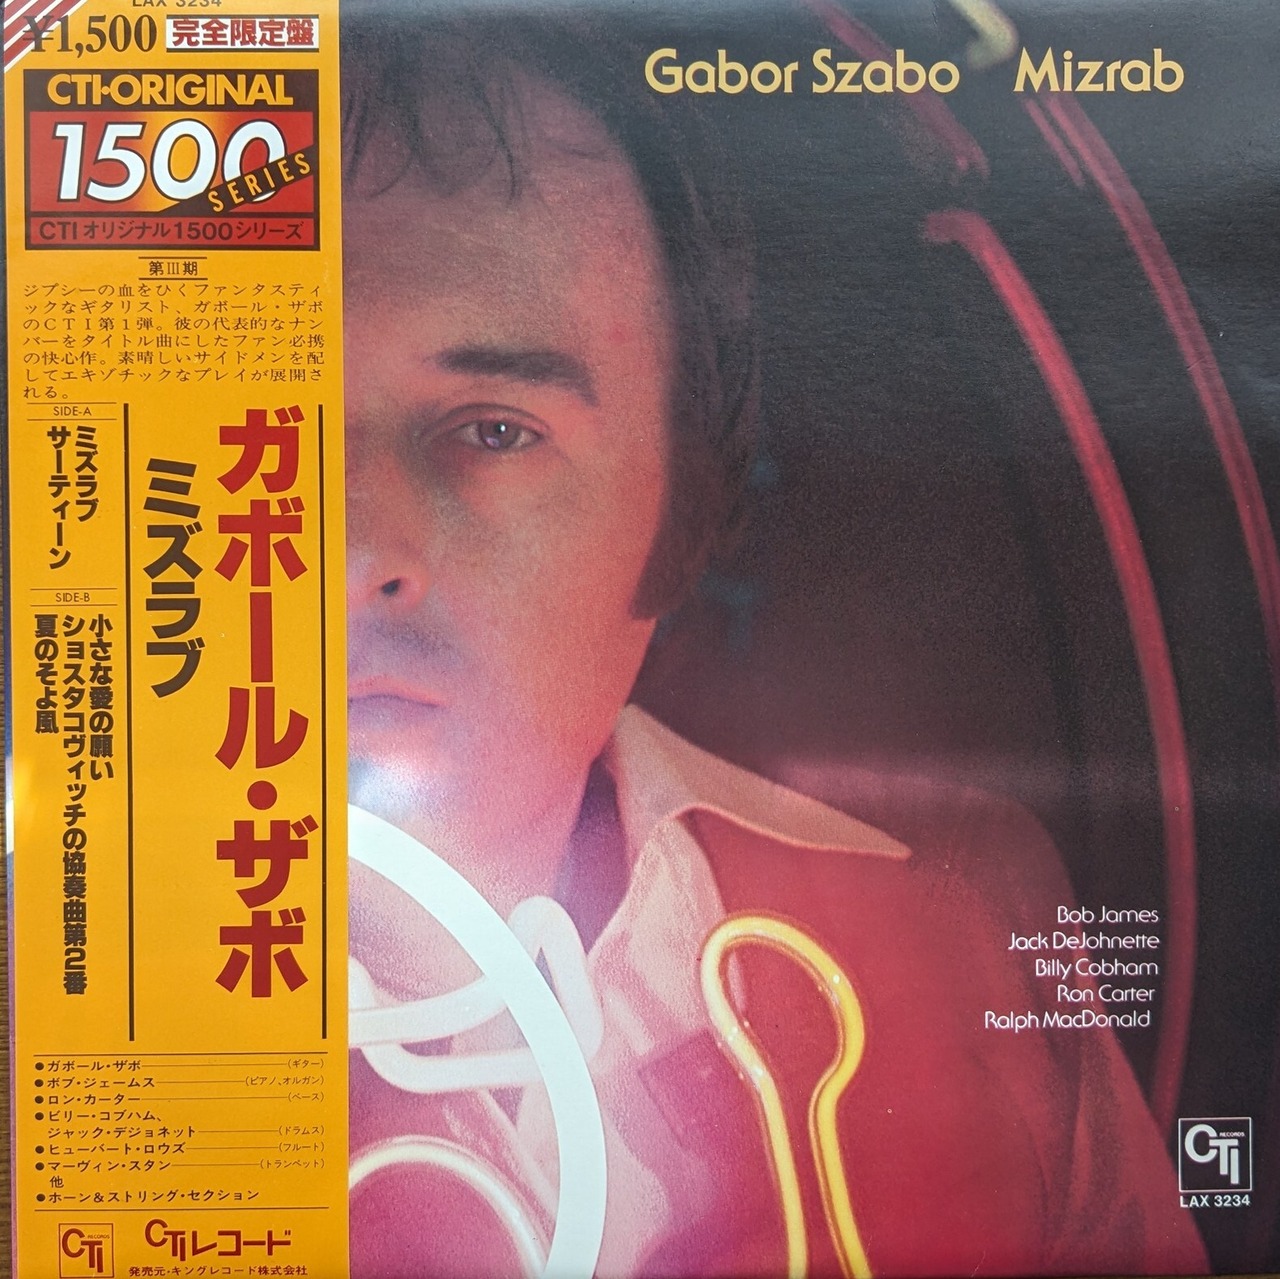 LAX 3234
¥1,500 完全限定盤
CTI・ORIGINAL
1500
SERIES
CTI オリジナル1500シリーズ
第III期
ジプシーの血をひくファンタスティ
ックなギタリスト、ガボール・ザボ
のCTI第1弾。彼の代表的なナン
バーをタイトル曲にしたファン必携
の快心作。素晴しいサイドメンを配
してエキゾチックなプレイが展開さ
れる。
ガボール・ザボ
ミズラブ
SIDE-A
ミズラブ
サーティーン
SIDE-B
小さな愛の願い
ショスタコヴィッチの協奏曲第2番
夏のそよ風
●ガボール・ザボ(ギター)
●ボブ・ジェームス(ピアノ、オルガン)
●ロン・カーター(ベース)
●ビリー・コブハム、
ジャック・デジョネット(ドラムス)
●ヒューバート・ロウズ(フルート)
●マーヴィン・スタン(トランペット)
他
●ホーン&ストリング・セクション
CTI RECORDS
CTIレコード
発売元・キングレコード株式会社
Gabor Szabo Mizrab
Bob James
Jack DeJohnette
Billy Cobham
Ron Carter
Ralph MacDonald
CTI RECORDS
LAX 3234